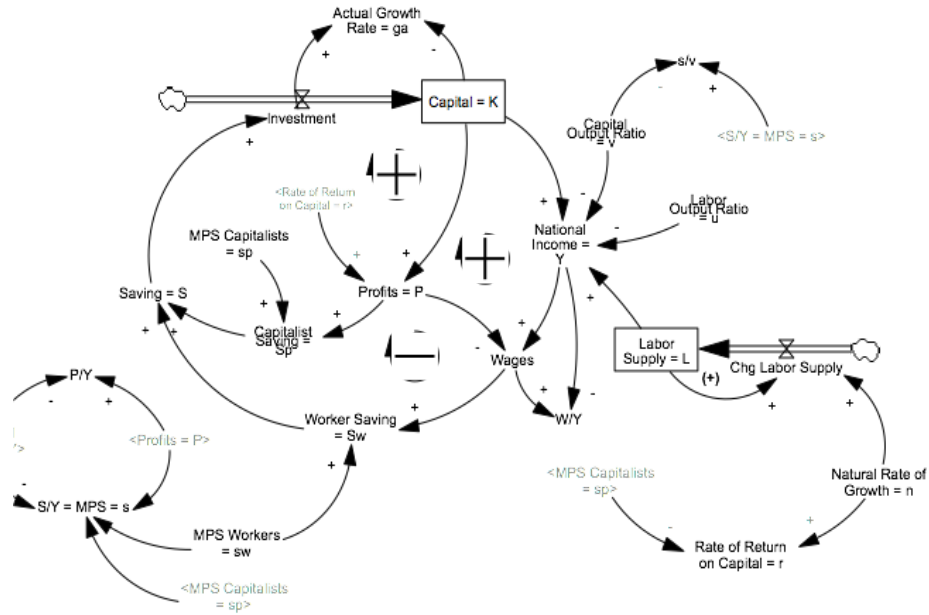 Actual Growth
Rate = ga
+
-
s/v
Capital = K
-
+
Investment
+
Capital
Output Ratio
= v
<S/Y = MPS = s>
+
<Rate of Return
on Capital = r>
-
Labor
Output Ratio
= u
+
MPS Capitalists
= sp
National
Income =
Y
-
+
+
+
Saving = S
Profits = P
+
+
+
+
+
Capitalist
Saving =
Sp
+
-
Wages
Labor
Supply = L
Chg Labor Supply
(+)
P/Y
-
+
+
+
-
+
+
Worker Saving
= Sw
W/Y
<Profits = P>
-
+
<MPS Capitalists
= sp>
Natural Rate of
Growth = n
S/Y = MPS = s
MPS Workers
= sw
-
+
Rate of Return
on Capital = r
<MPS Capitalists
= sp>